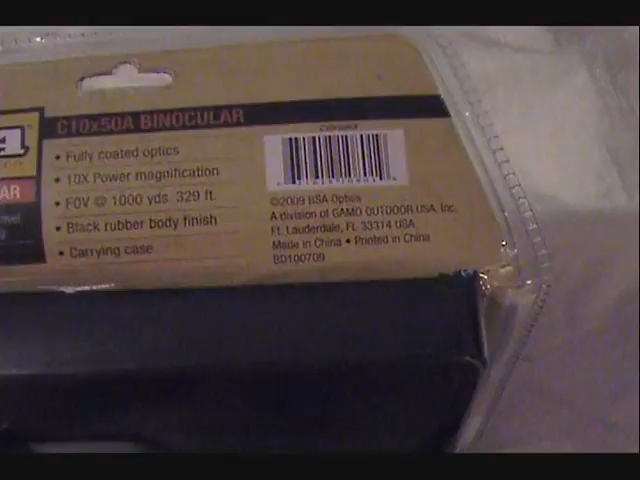 C10x50A BINOCULAR
• Fully coated optics
• 10X Power magnification
• FOV @ 1000 yds 329 ft.
• Black rubber body finish
• Carrying case
©2009 BSA Optics
A division of GAMO OUTDOOR USA, Inc.
Ft. Lauderdale, FL 33314 USA
Made in China • Printed in China
BD100709
AR